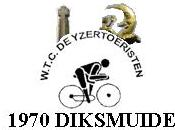 W.T.C. DE YZERTOERISTEN
1970 DIKSMUIDE